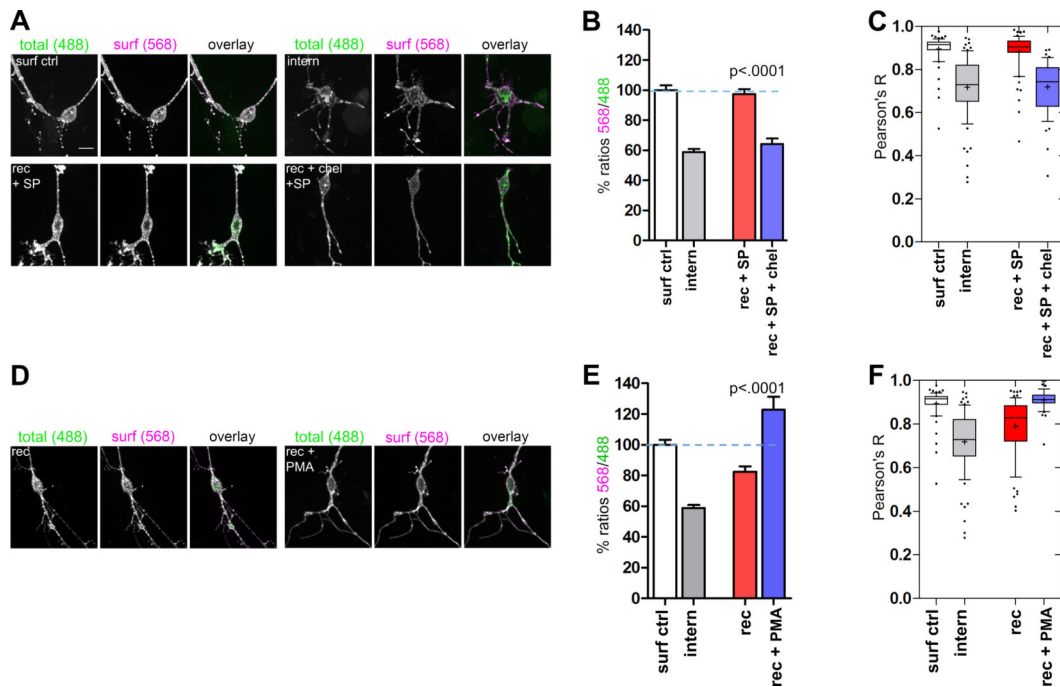 A
total (488) surf (568) overlay total (488) surf (568) overlay
surf ctrl
intern
rec
+ SP
rec + chel
+SP
B
% ratios 568/488
140
120
100
80
60
40
20
0
p<.0001
surf ctrl
intern
rec + SP
rec + SP + chel
C
Pearson's R
1.0
0.8
0.6
0.4
0.2
0.0
surf ctrl
intern
rec + SP
rec + SP + chel
D
total (488) surf (568) overlay total (488) surf (568) overlay
rec
rec +
PMA
E
% ratios 568/488
140
120
100
80
60
40
20
0
p<.0001
surf ctrl
intern
rec
rec + PMA
F
Pearson's R
1.0
0.8
0.6
0.4
0.2
0.0
surf ctrl
intern
rec
rec + PMA